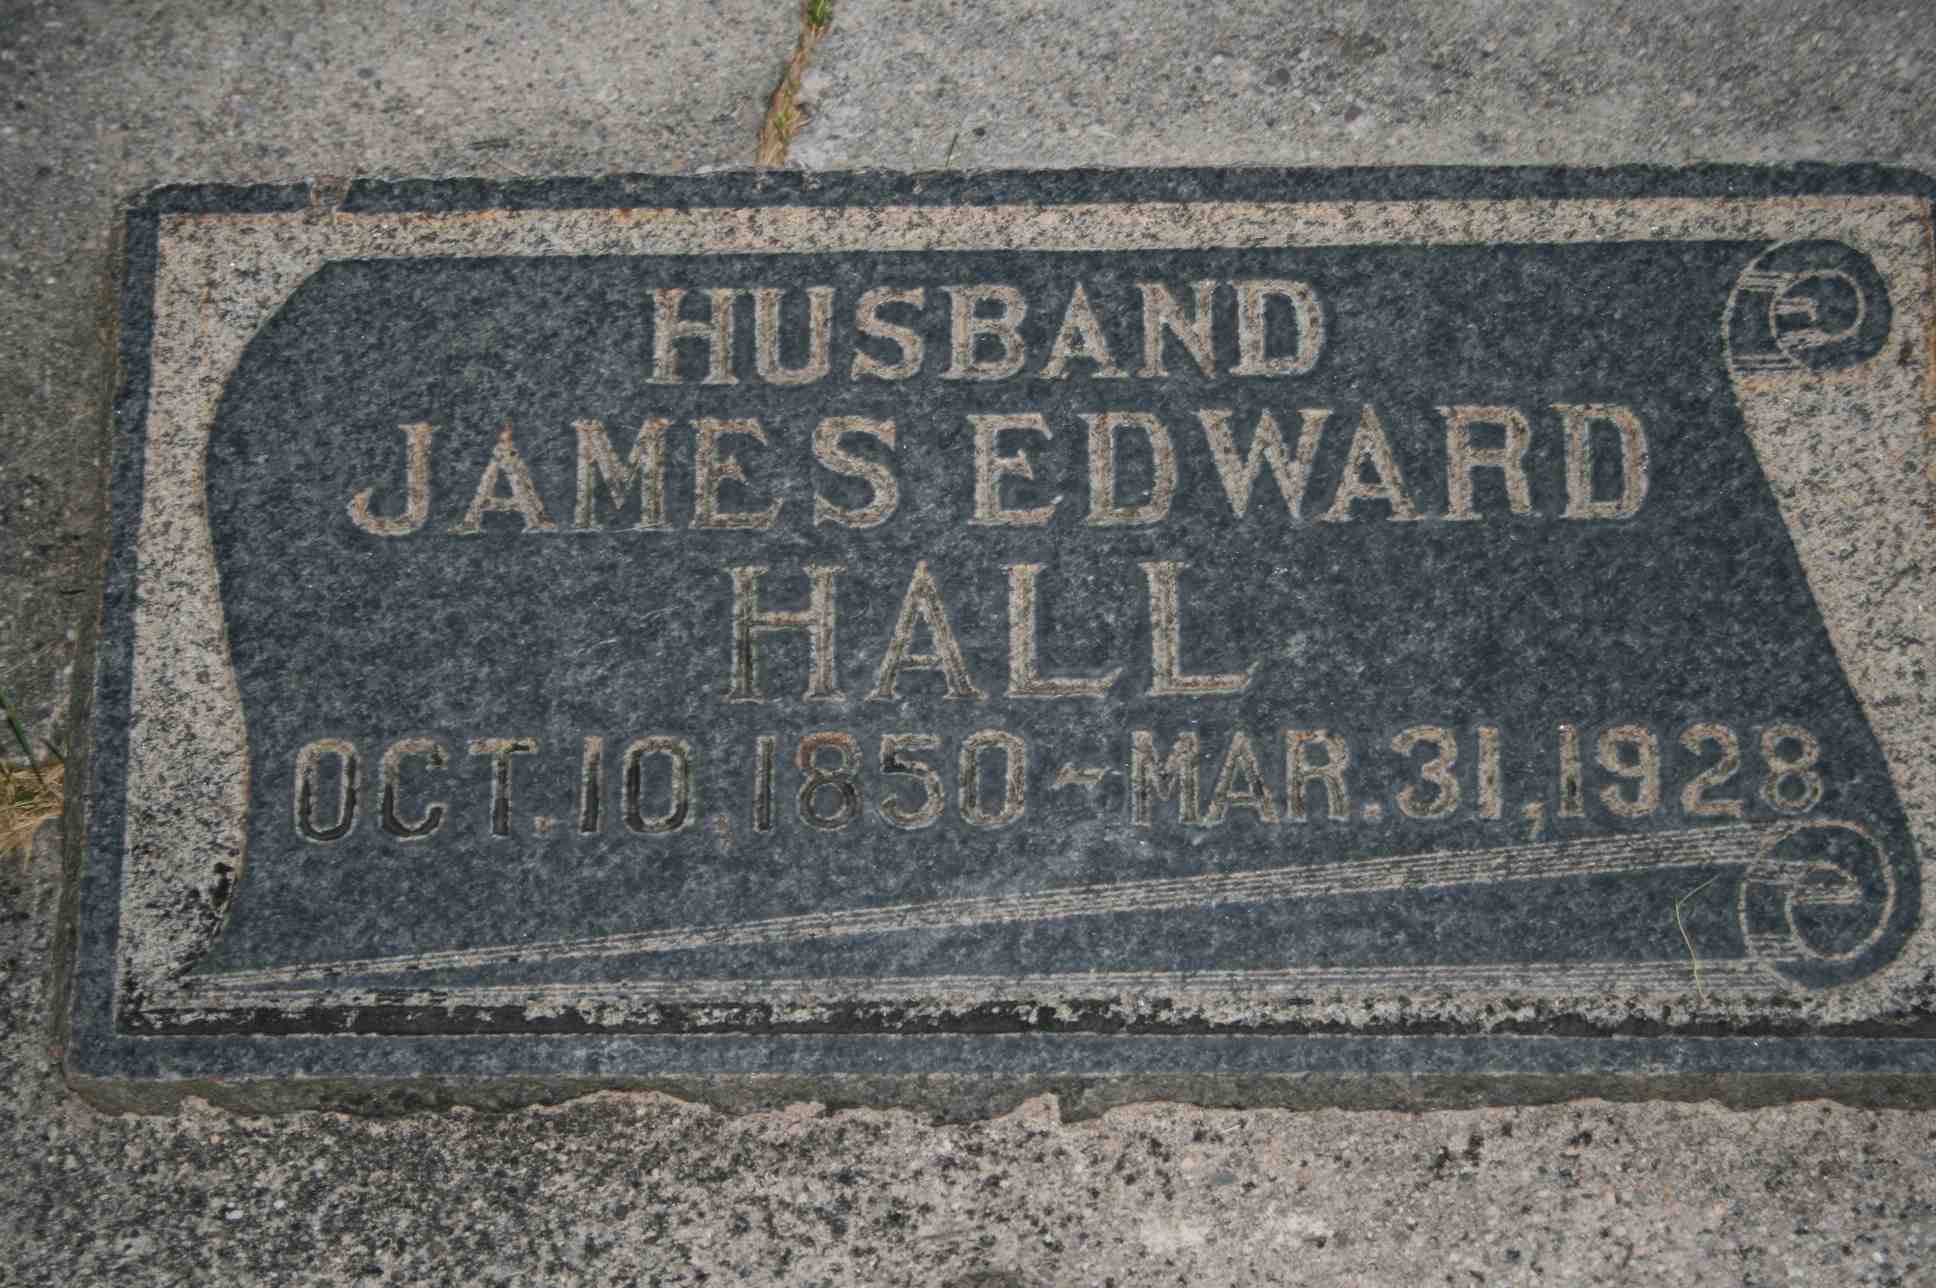 HUSBAND
JAMES EDWARD
HALL
OCT. 10. 1850 ~ MAR. 31, 1928